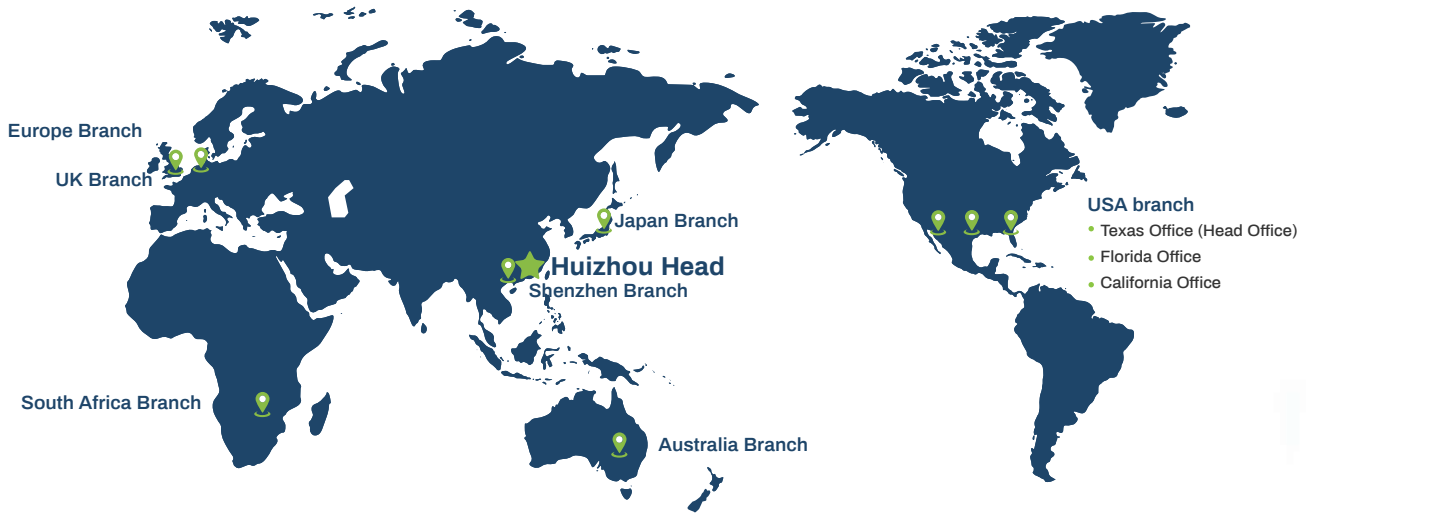 Europe Branch
UK Branch
Japan Branch
Huizhou Head
Shenzhen Branch
South Africa Branch
Australia Branch
USA branch
Texas Office (Head Office)
Florida Office
California Office